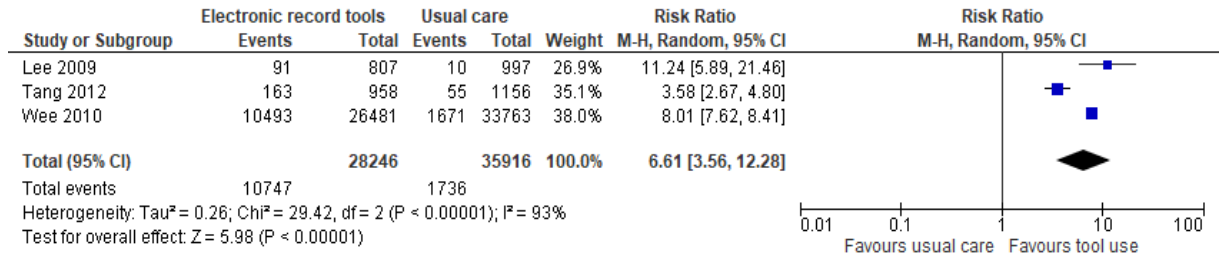 Electronic record tools Usual care Risk Ratio Risk Ratio
Study or Subgroup Events Total Events Total Weight M-H, Random, 95% CI M-H, Random, 95% CI
Lee 2009 91 807 10 997 26.9% 11.24 [5.89, 21.46]
Tang 2012 163 958 55 1156 35.1% 3.58 [2.67, 4.80]
Wee 2010 10493 26481 1671 33763 38.0% 8.01 [7.62, 8.41]
Total (95% CI) 28246 35916 100.0% 6.61 [3.56, 12.28]
Total events 10747 1736
Heterogeneity: Tau² = 0.26; Chi² = 29.42, df = 2 (P < 0.00001); I² = 93%
Test for overall effect: Z = 5.98 (P < 0.00001)
0.01 0.1 1 10 100
Favours usual care Favours tool use